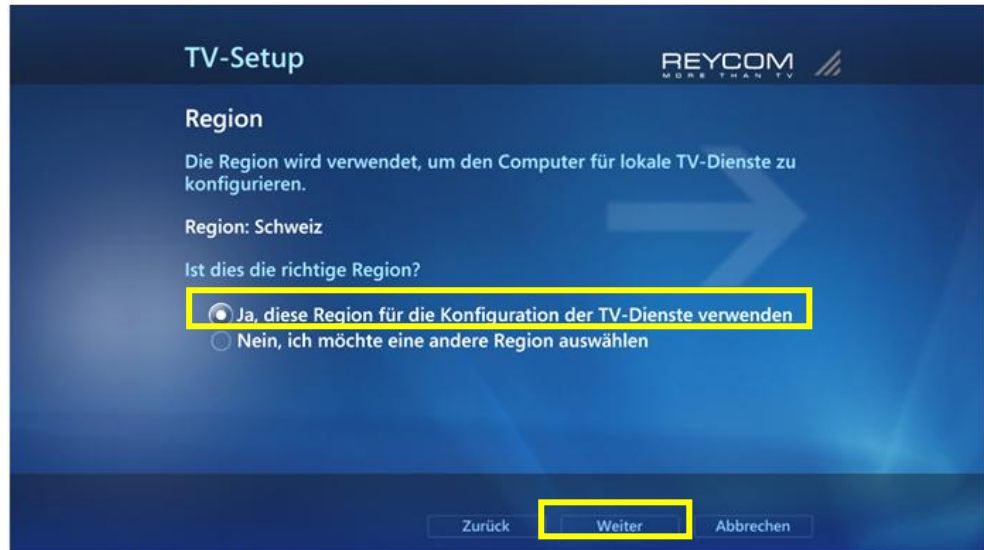 TV-Setup
REYCOM
MORE THAN TV
Region
Die Region wird verwendet, um den Computer für lokale TV-Dienste zu
konfigurieren.
Region: Schweiz
Ist dies die richtige Region?
Ja, diese Region für die Konfiguration der TV-Dienste verwenden
Nein, ich möchte eine andere Region auswählen
Zurück Weiter Abbrechen